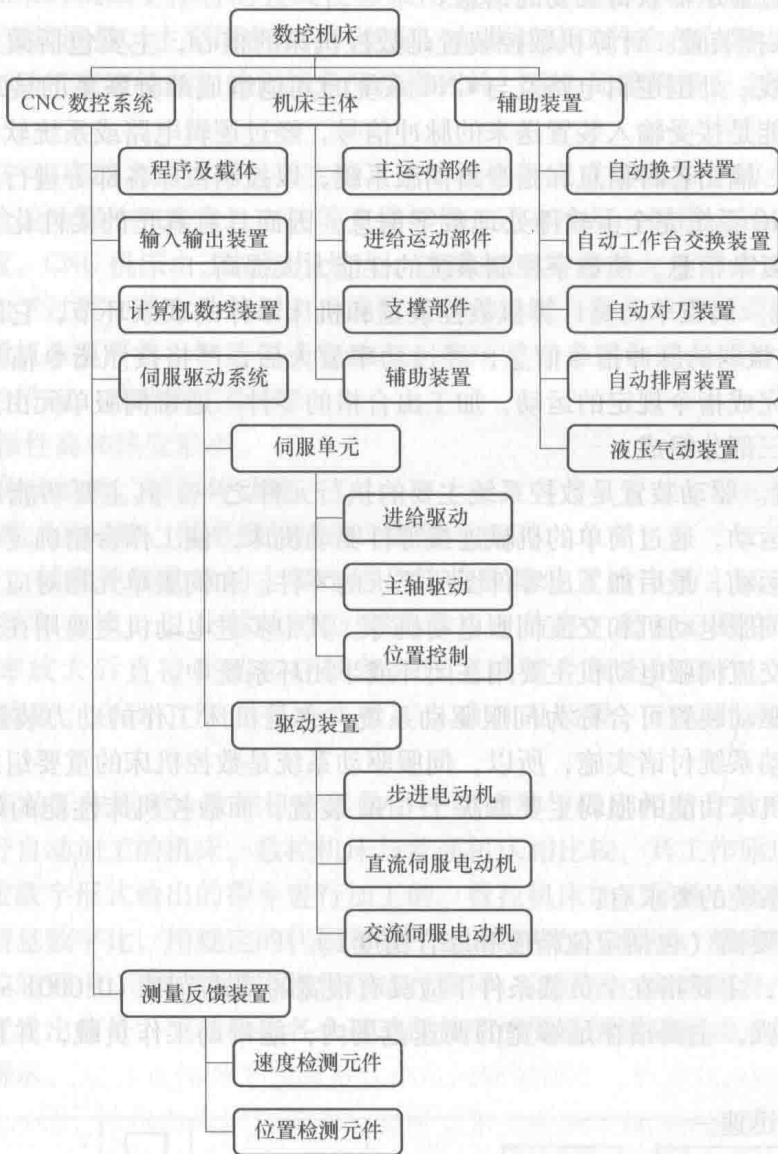 数控机床
CNC数控系统
机床主体
辅助装置
程序及载体
主运动部件
自动换刀装置
输入输出装置
进给运动部件
自动工作台交换装置
计算机数控装置
支撑部件
自动对刀装置
伺服驱动系统
辅助装置
自动排屑装置
伺服单元
液压气动装置
进给驱动
主轴驱动
位置控制
驱动装置
步进电动机
直流伺服电动机
交流伺服电动机
测量反馈装置
速度检测元件
位置检测元件